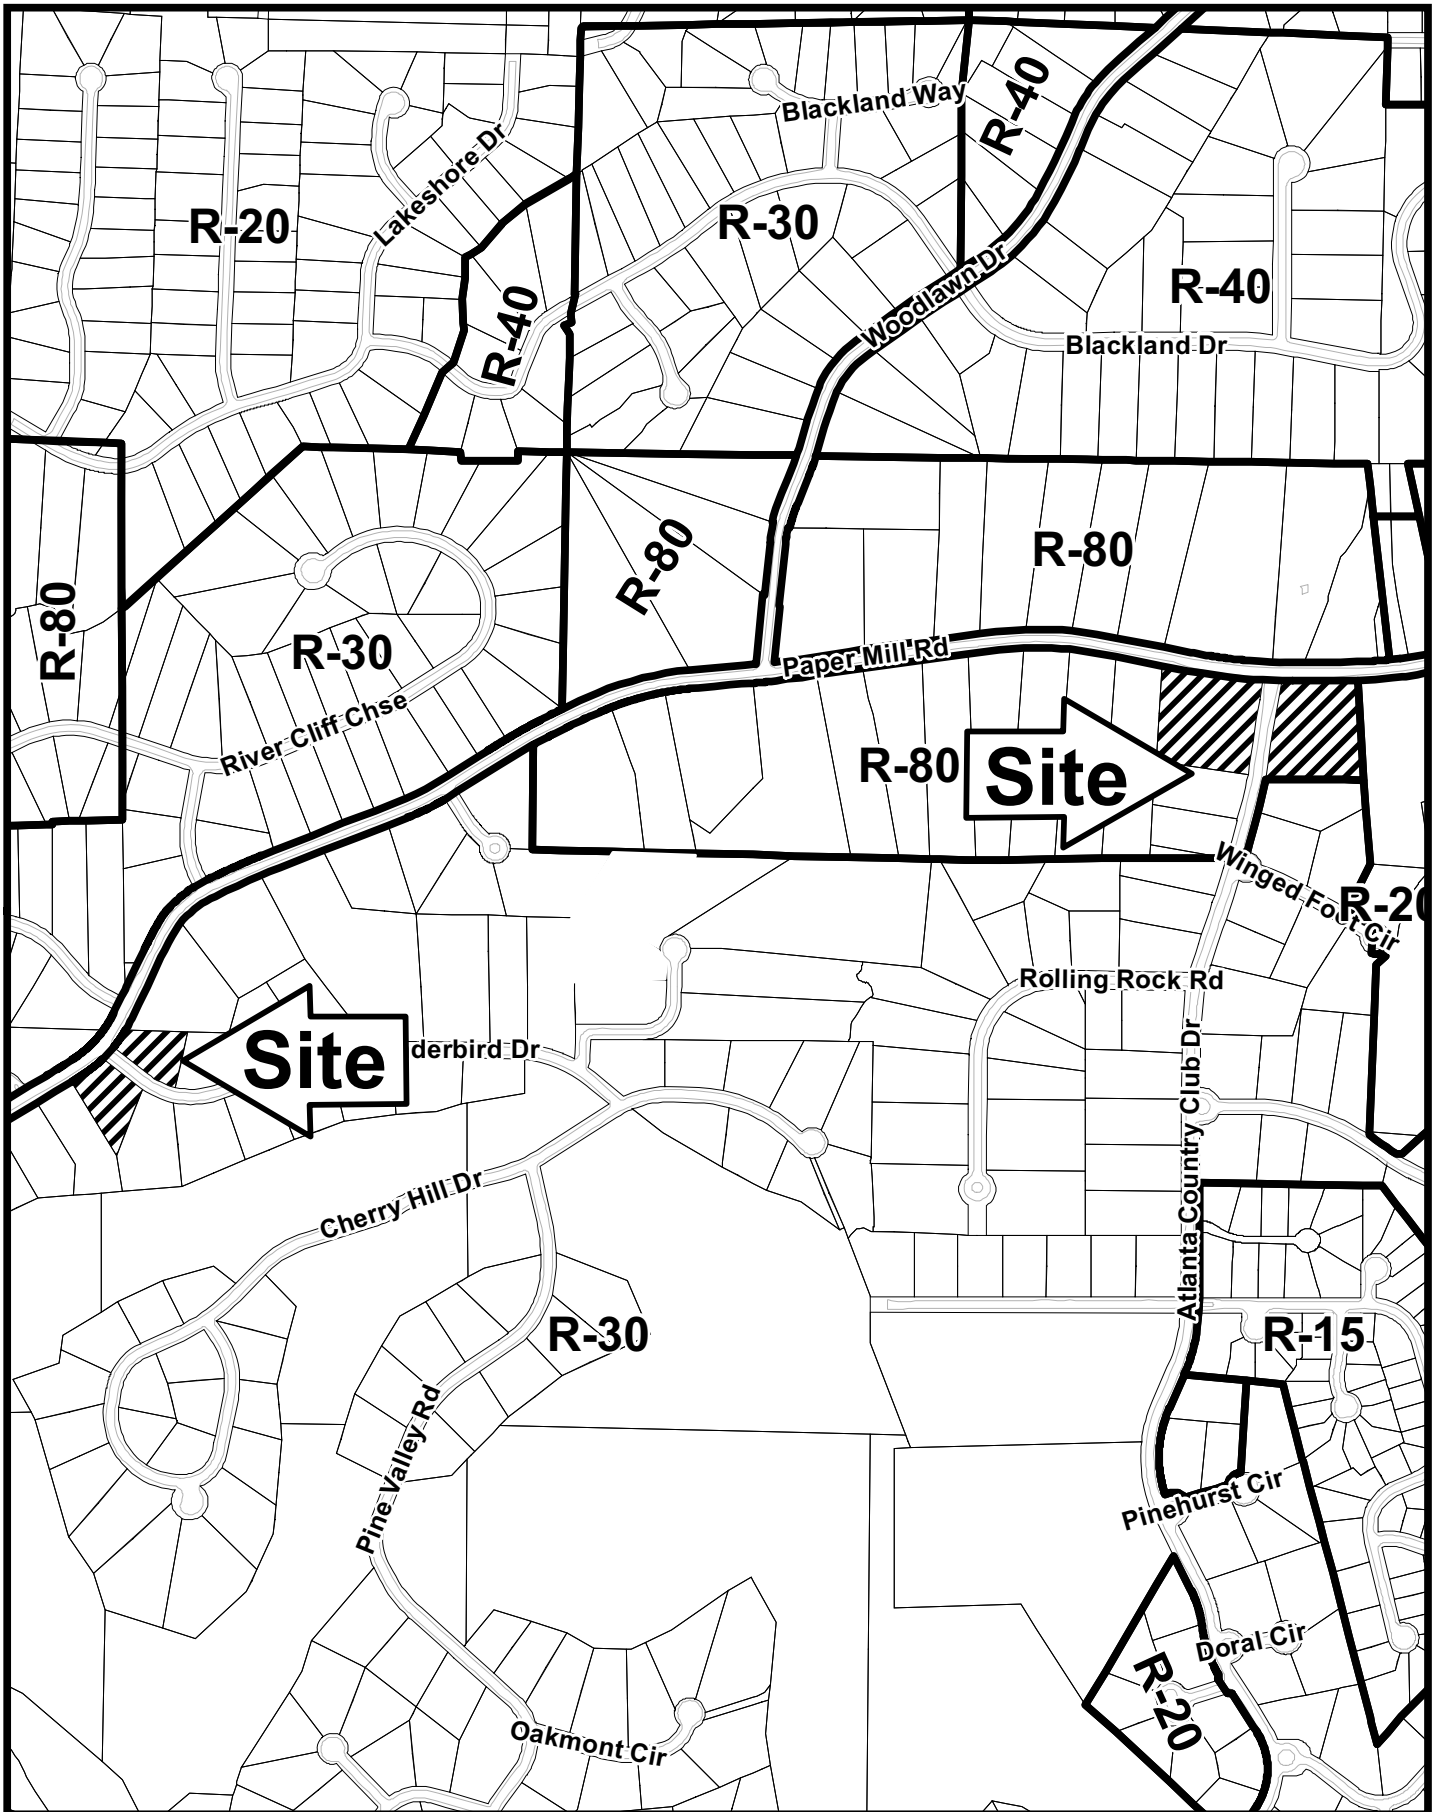 Blackland Way
R-40
Lakeshore Dr
R-20
R-30
R-40
Woodlawn Dr
R-40
Blackland Dr
R-80
R-80
R-80
R-30
Paper Mill Rd
River Cliff Chse
R-80
Site
Winged Foot Cir
R-20
Rolling Rock Rd
Site
derbird Dr
Atlanta Country Club Dr
Cherry Hill Dr
R-30
R-15
Pine Valley Rd
Pinehurst Cir
Doral Cir
R-20
Oakmont Cir